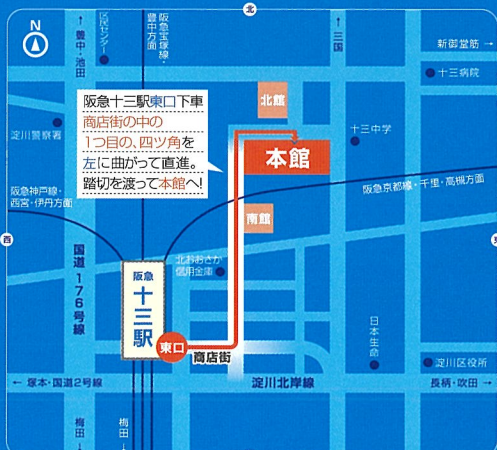 北
N
↑豊中・池田
区民センター
阪急宝塚線・
豊中方面
↑三国
新御堂筋→
十三病院
北館
阪急十三駅東口下車
商店街の中の
1つ目の、四ツ角を
左に曲がって直進。
踏切を渡って本館へ!
淀川警察署
十三中学
本館
阪急神戸線・
西宮・伊丹方面
阪急京都線・千里・高槻方面
南館
西
東
国道176号線
北おおさか
信用金庫
阪急
十三駅
東口
商店街
日本生命
淀川区役所
←塚本・国道2号線
淀川北岸線
長柄・吹田→
梅田↓
梅田↓